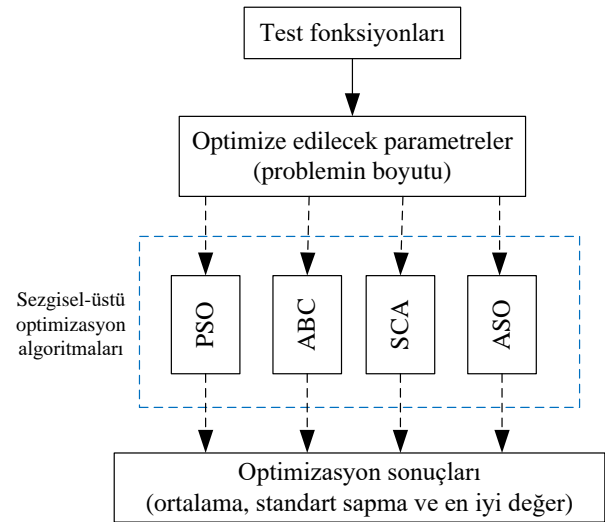 Test fonksiyonları
Optimize edilecek parametreler
(problemin boyutu)
Sezgisel-üstü
optimizasyon
algoritmaları
PSO
ABC
SCA
ASO
Optimizasyon sonuçları
(ortalama, standart sapma ve en iyi değer)